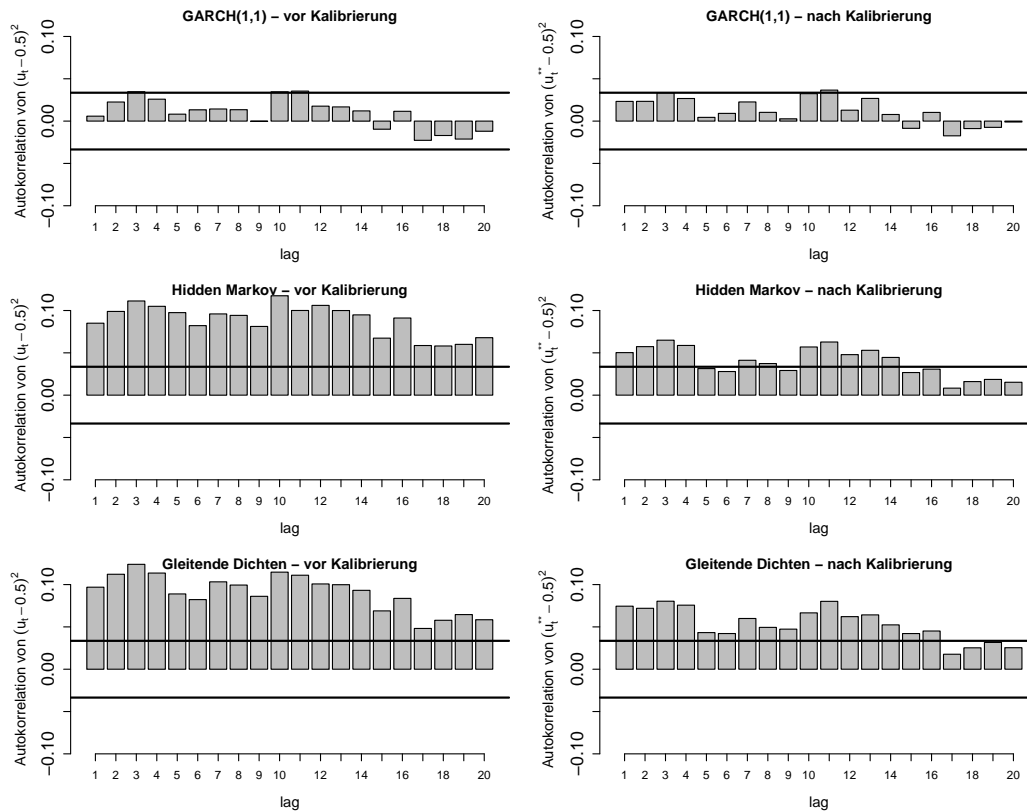 GARCH(1,1) – vor Kalibrierung
Autokorrelation von (uₜ – 0.5)²
0.10
0.00
−0.10
1 2 3 4 5 6 7 8 9 10 12 14 16 18 20
lag
GARCH(1,1) – nach Kalibrierung
Autokorrelation von (uₜ** – 0.5)²
0.10
0.00
−0.10
1 2 3 4 5 6 7 8 9 10 12 14 16 18 20
lag
Hidden Markov – vor Kalibrierung
Autokorrelation von (uₜ – 0.5)²
0.10
0.00
−0.10
1 2 3 4 5 6 7 8 9 10 12 14 16 18 20
lag
Hidden Markov – nach Kalibrierung
Autokorrelation von (uₜ** – 0.5)²
0.10
0.00
−0.10
1 2 3 4 5 6 7 8 9 10 12 14 16 18 20
lag
Gleitende Dichten – vor Kalibrierung
Autokorrelation von (uₜ – 0.5)²
0.10
0.00
−0.10
1 2 3 4 5 6 7 8 9 10 12 14 16 18 20
lag
Gleitende Dichten – nach Kalibrierung
Autokorrelation von (uₜ** – 0.5)²
0.10
0.00
−0.10
1 2 3 4 5 6 7 8 9 10 12 14 16 18 20
lag